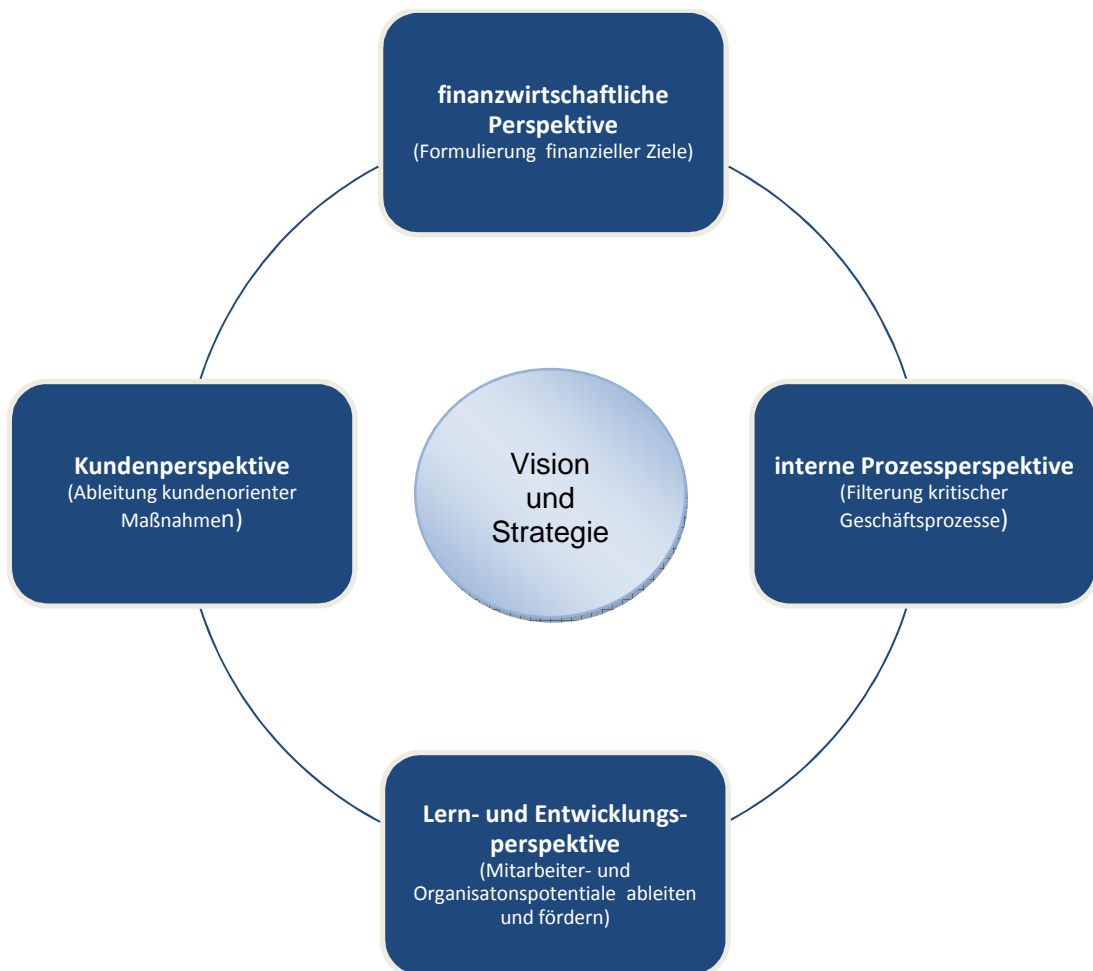 finanzwirtschaftliche
Perspektive
(Formulierung finanzieller Ziele)
Kundenperspektive
(Ableitung kundenorienter
Maßnahmen)
Vision
und
Strategie
interne Prozessperspektive
(Filterung kritischer
Geschäftsprozesse)
Lern- und Entwicklungs-
perspektive
(Mitarbeiter- und
Organisatonspotentiale ableiten
und fördern)